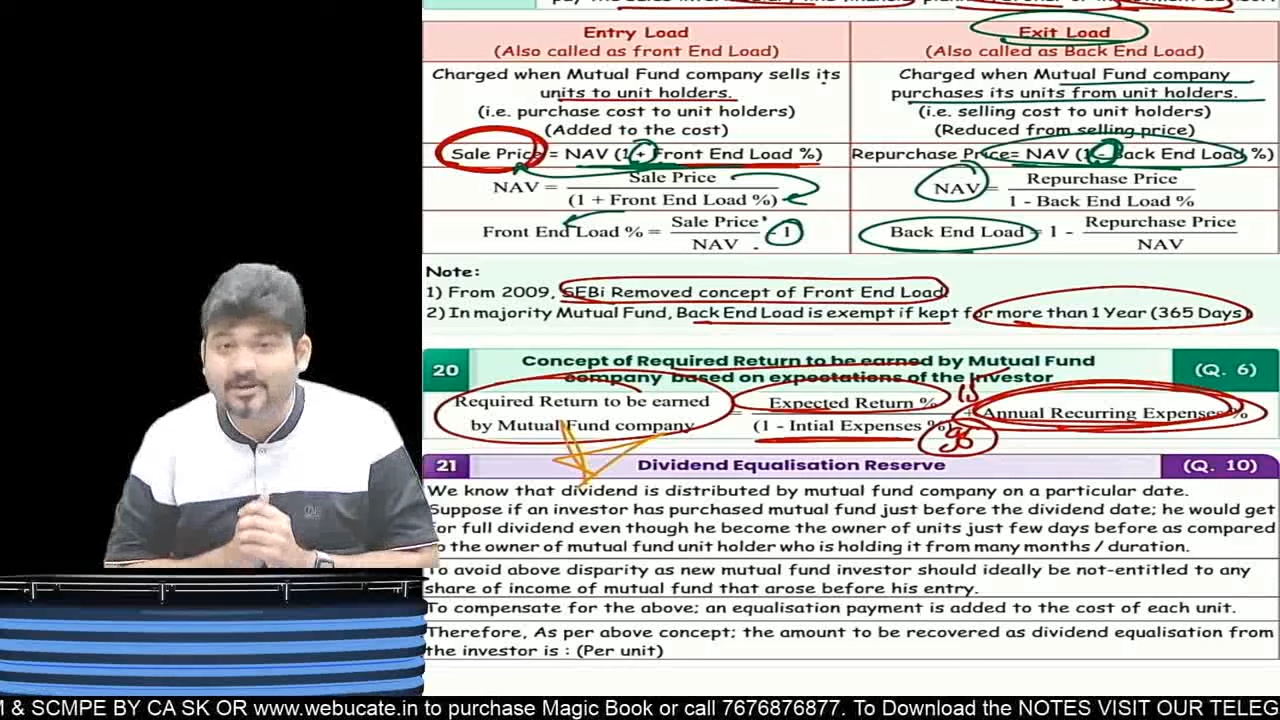 pay the sales intermediary
Entry Load
(Also called as front End Load)
Charged when Mutual Fund company sells its
units to unit holders.
(i.e. purchase cost to unit holders)
(Added to the cost)
Sale Price = NAV (1 + Front End Load %)
NAV = Sale Price
(1 + Front End Load %)
Front End Load % = Sale Price
NAV
- 1
Exit Load
(Also called as Back End Load)
Charged when Mutual Fund company
purchases its units from unit holders.
(i.e. selling cost to unit holders)
(Reduced from selling price)
Repurchase Price= NAV (1 - Back End Load %)
NAV = Repurchase Price
1 - Back End Load %
Back End Load = 1 - Repurchase Price
NAV
Note:
1) From 2009, SEBi Removed concept of Front End Load.
2) In majority Mutual Fund, Back End Load is exempt if kept for more than 1 Year (365 Days)
20
Concept of Required Return to be earned by Mutual Fund
company based on expectations of the Investor
(Q. 6)
Required Return to be earned
by Mutual Fund company
= Expected Return %
(1 - Intial Expenses %)
+ Annual Recurring Expenses %
15
21
Dividend Equalisation Reserve
(Q. 10)
We know that dividend is distributed by mutual fund company on a particular date.
Suppose if an investor has purchased mutual fund just before the dividend date; he would get
for full dividend even though he become the owner of units just few days before as compared
to the owner of mutual fund unit holder who is holding it from many months / duration.
To avoid above disparity as new mutual fund investor should ideally be not-entitled to any
share of income of mutual fund that arose before his entry.
To compensate for the above; an equalisation payment is added to the cost of each unit.
Therefore, As per above concept; the amount to be recovered as dividend equalisation from
the investor is : (Per unit)
M & SCMPE BY CA SK OR www.webucate.in to purchase Magic Book or call 7676876877. To Download the NOTES VISIT OUR TELEG